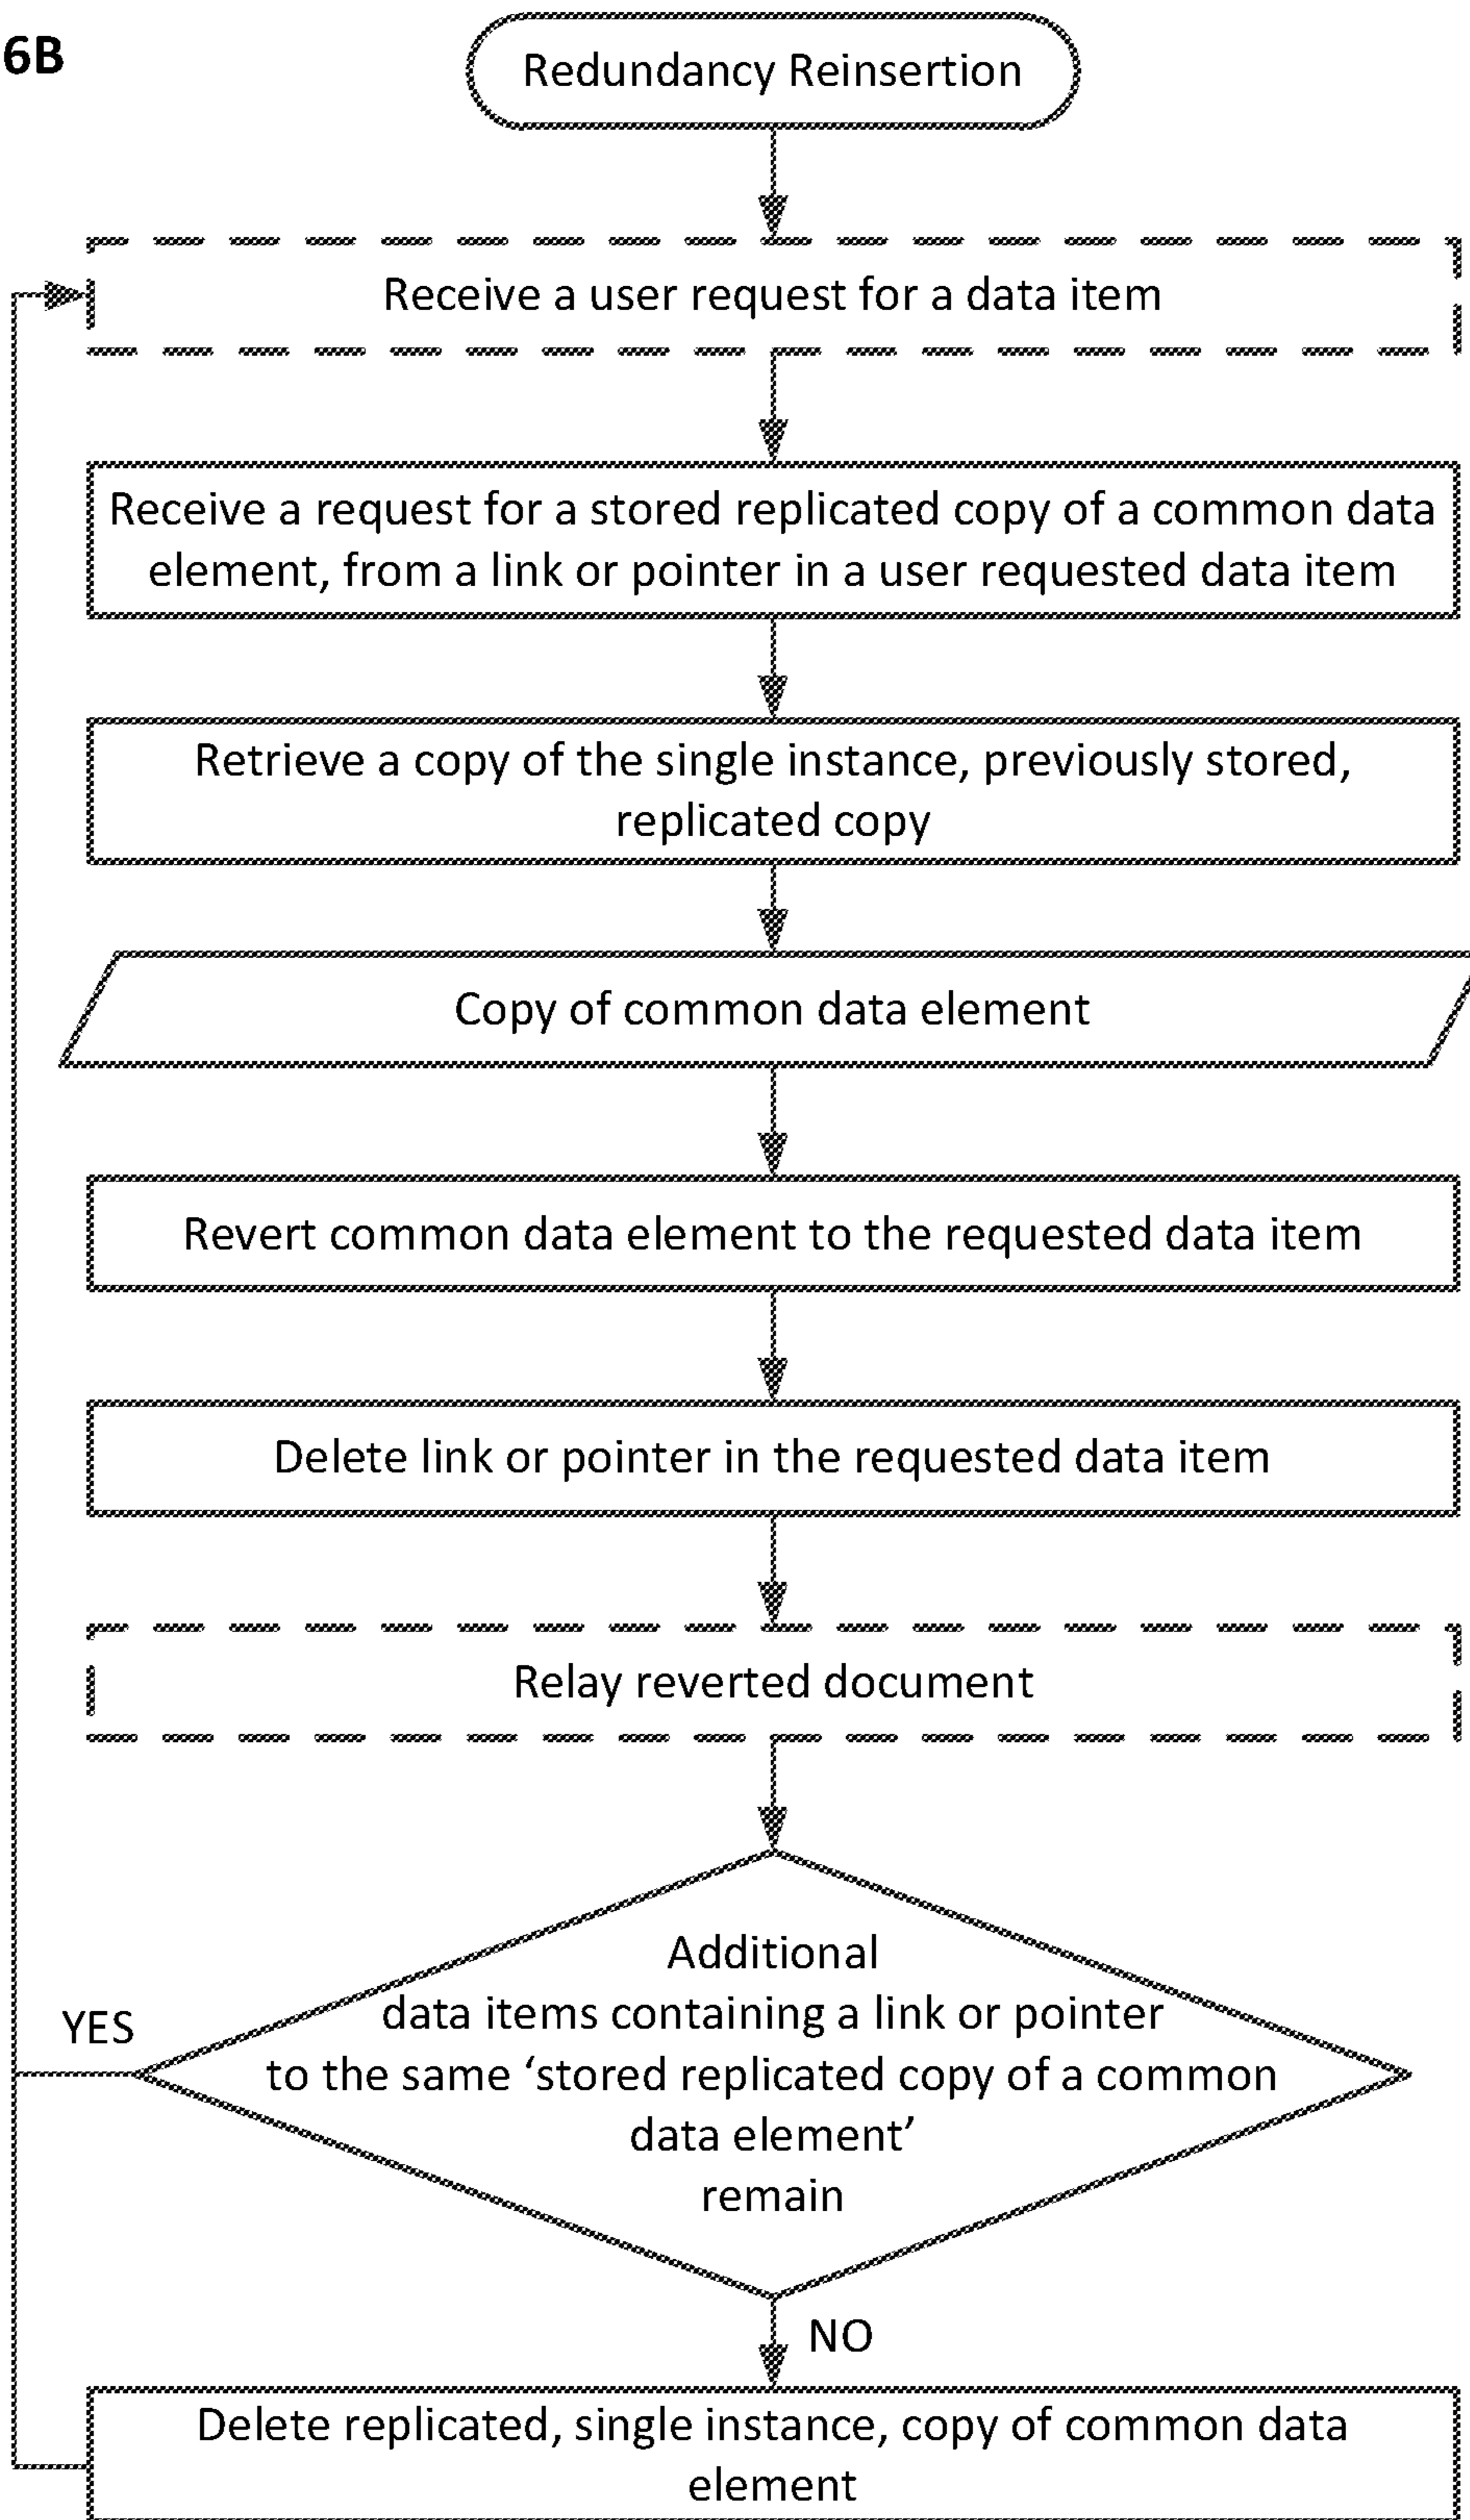 6B
Redundancy Reinsertion
Receive a user request for a data item
Receive a request for a stored replicated copy of a common data
element, from a link or pointer in a user requested data item
Retrieve a copy of the single instance, previously stored,
replicated copy
Copy of common data element
Revert common data element to the requested data item
Delete link or pointer in the requested data item
Relay reverted document
Additional
data items containing a link or pointer
to the same ‘stored replicated copy of a common
data element’
remain
YES
NO
Delete replicated, single instance, copy of common data
element